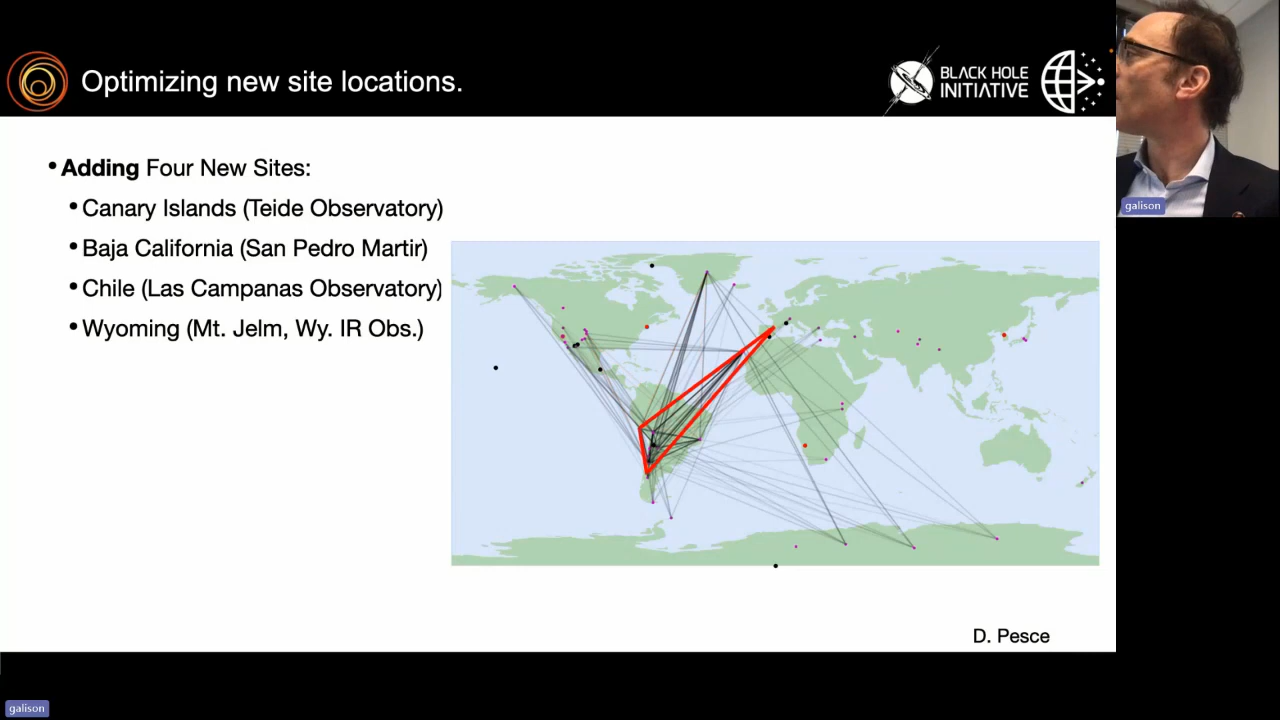 Optimizing new site locations.
BLACK HOLE
INITIATIVE
• Adding Four New Sites:
• Canary Islands (Teide Observatory)
• Baja California (San Pedro Martir)
• Chile (Las Campanas Observatory)
• Wyoming (Mt. Jelm, Wy. IR Obs.)
D. Pesce
galison
galison